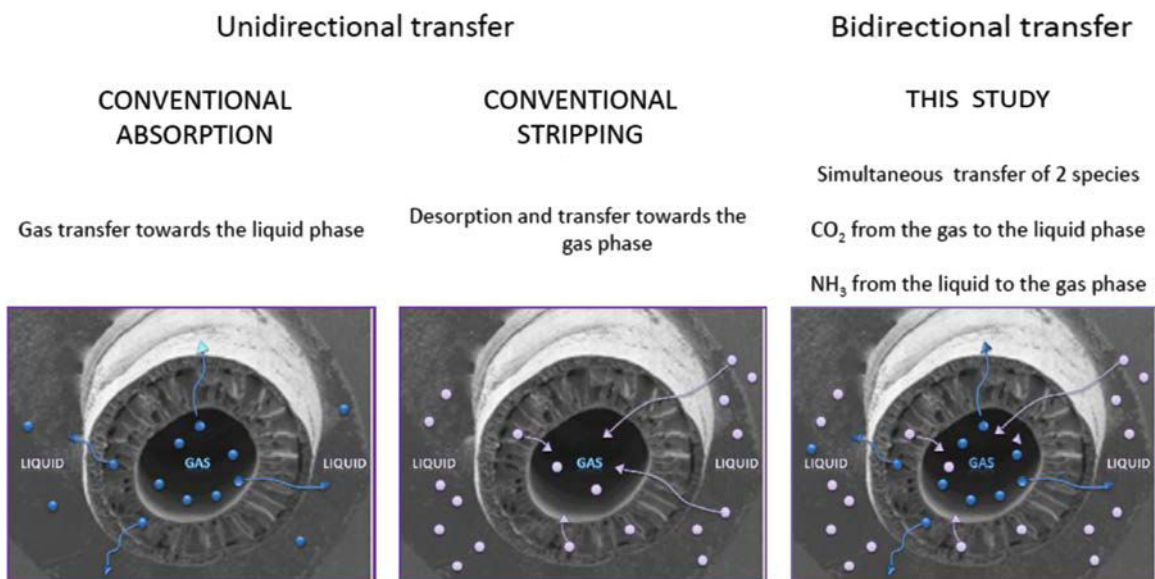 Unidirectional transfer
Bidirectional transfer
CONVENTIONAL
ABSORPTION
CONVENTIONAL
STRIPPING
THIS STUDY
Gas transfer towards the liquid phase
Desorption and transfer towards the
gas phase
Simultaneous transfer of 2 species
CO₂ from the gas to the liquid phase
NH₃ from the liquid to the gas phase
LIQUID
GAS
LIQUID
LIQUID
GAS
LIQUID
LIQUID
GAS
LIQUID